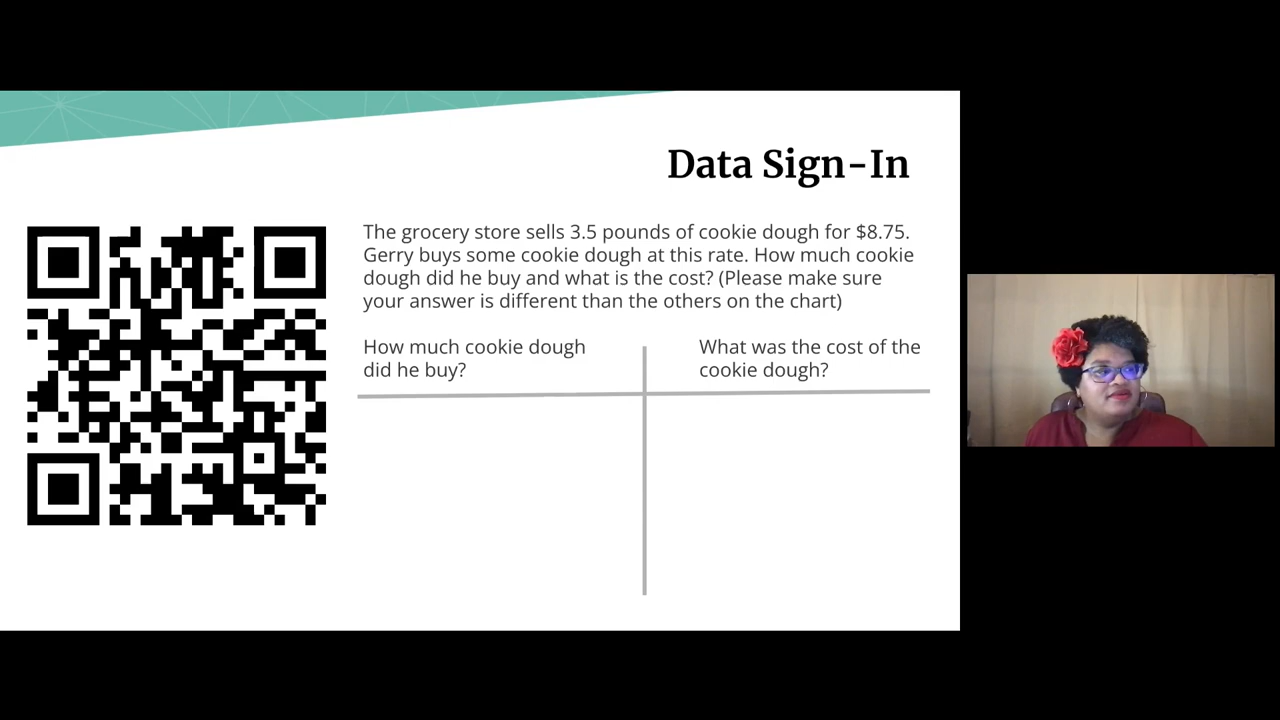 Data Sign-In
The grocery store sells 3.5 pounds of cookie dough for $8.75.
Gerry buys some cookie dough at this rate. How much cookie
dough did he buy and what is the cost? (Please make sure
your answer is different than the others on the chart)
How much cookie dough
did he buy?
What was the cost of the
cookie dough?